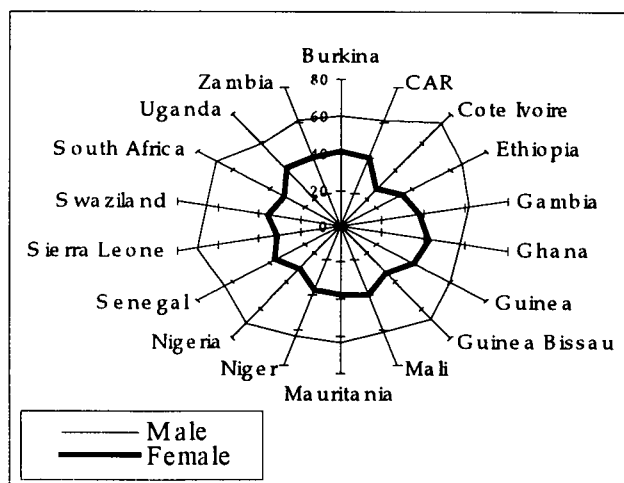 Burkina
80
Zambia
CAR
60
Uganda
Cote Ivoire
40
South Africa
Ethiopia
20
Swaziland
Gambia
0
Sierra Leone
Ghana
Senegal
Guinea
Nigeria
Guinea Bissau
Niger
Mali
Mauritania
Male
Female